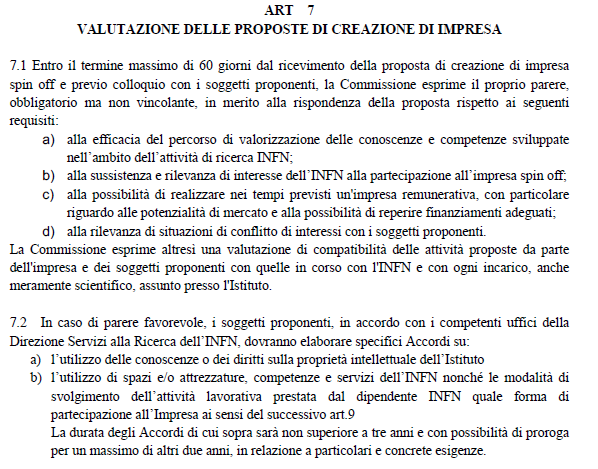 ART 7
VALUTAZIONE DELLE PROPOSTE DI CREAZIONE DI IMPRESA
7.1 Entro il termine massimo di 60 giorni dal ricevimento della proposta di creazione di impresa
spin off e previo colloquio con i soggetti proponenti, la Commissione esprime il proprio parere,
obbligatorio ma non vincolante, in merito alla rispondenza della proposta rispetto ai seguenti
requisiti:
a) alla efficacia del percorso di valorizzazione delle conoscenze e competenze sviluppate
nell'ambito dell'attività di ricerca INFN;
b) alla sussistenza e rilevanza di interesse dell'INFN alla partecipazione all'impresa spin off;
c) alla possibilità di realizzare nei tempi previsti un'impresa remunerativa, con particolare
riguardo alle potenzialità di mercato e alla possibilità di reperire finanziamenti adeguati;
d) alla rilevanza di situazioni di conflitto di interessi con i soggetti proponenti.
La Commissione esprime altresì una valutazione di compatibilità delle attività proposte da parte
dell'impresa e dei soggetti proponenti con quelle in corso con l'INFN e con ogni incarico, anche
meramente scientifico, assunto presso l'Istituto.
7.2 In caso di parere favorevole, i soggetti proponenti, in accordo con i competenti uffici della
Direzione Servizi alla Ricerca dell'INFN, dovranno elaborare specifici Accordi su:
a) l'utilizzo delle conoscenze o dei diritti sulla proprietà intellettuale dell'Istituto
b) l'utilizzo di spazi e/o attrezzature, competenze e servizi dell'INFN nonché le modalità di
svolgimento dell'attività lavorativa prestata dal dipendente INFN quale forma di
partecipazione all'Impresa ai sensi del successivo art.9
La durata degli Accordi di cui sopra sarà non superiore a tre anni e con possibilità di proroga
per un massimo di altri due anni, in relazione a particolari e concrete esigenze.